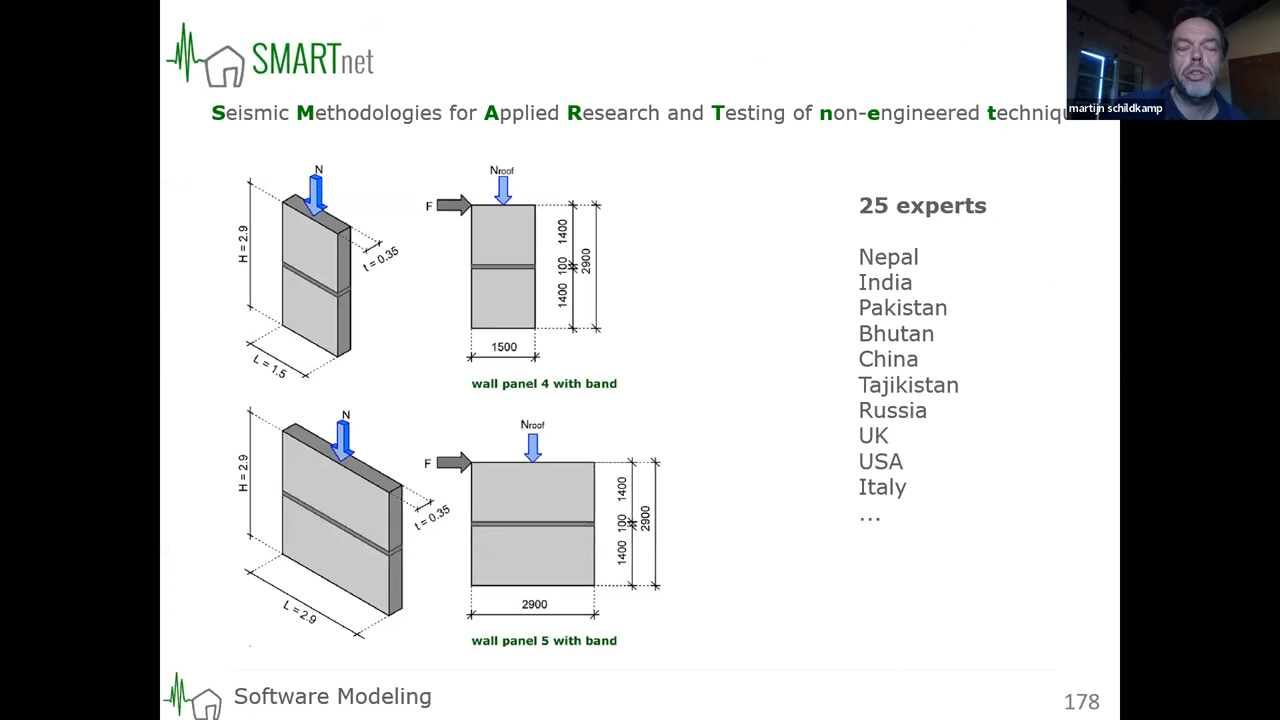 SMARTnet
martijn schildkamp
Seismic Methodologies for Applied Research and Testing of non-engineered techniqu
N
H = 2.9
t = 0.35
L = 1.5
Nroof
F
1400
100
1400
2900
1500
wall panel 4 with band
N
H = 2.9
t = 0.35
L = 2.9
Nroof
F
1400
100
1400
2900
2900
wall panel 5 with band
25 experts
Nepal
India
Pakistan
Bhutan
China
Tajikistan
Russia
UK
USA
Italy
...
Software Modeling
178